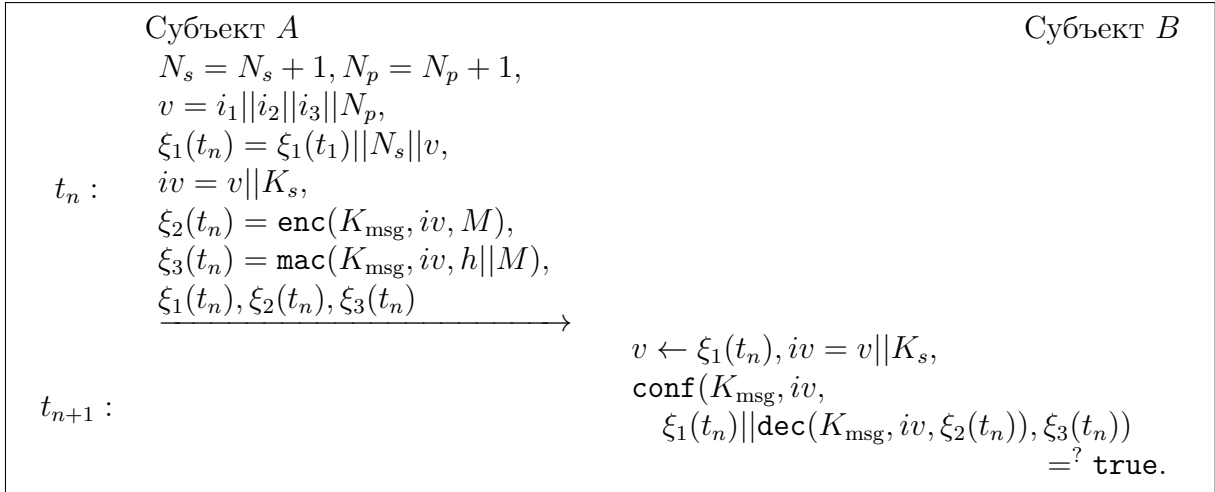 Субъект A Субъект B
N_s = N_s + 1, N_p = N_p + 1,
v = i_1||i_2||i_3||N_p,
ξ_1(t_n) = ξ_1(t_1)||N_s||v,
t_n : iv = v||K_s,
ξ_2(t_n) = enc(K_msg, iv, M),
ξ_3(t_n) = mac(K_msg, iv, h||M),
ξ_1(t_n), ξ_2(t_n), ξ_3(t_n)
v ← ξ_1(t_n), iv = v||K_s,
t_{n+1} : conf(K_msg, iv,
ξ_1(t_n)||dec(K_msg, iv, ξ_2(t_n)), ξ_3(t_n))
=^? true.